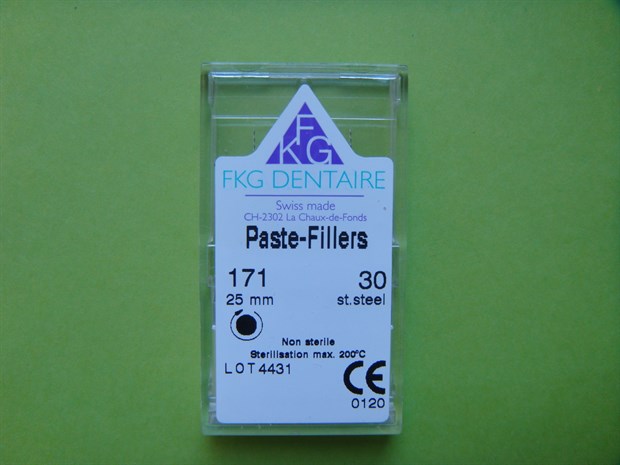 FKG
FKG DENTAIRE
Swiss made
CH-2302 La Chaux-de-Fonds
Paste-Fillers
171 30
25 mm st.steel
Non sterile
Sterilisation max. 200°C
LOT 4431
CE
0120